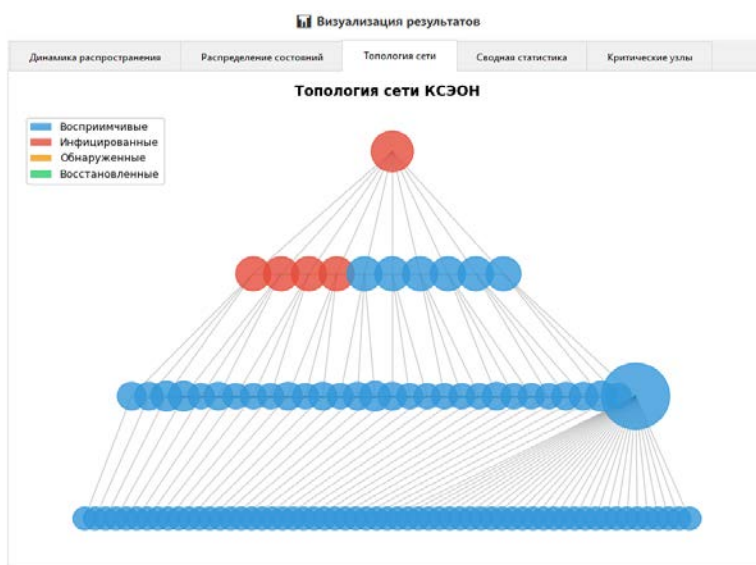 Визуализация результатов
Динамика распространения
Распределение состояний
Топология сети
Сводная статистика
Критические узлы
Топология сети КСЭОН
Восприимчивые
Инфицированные
Обнаруженные
Восстановленные